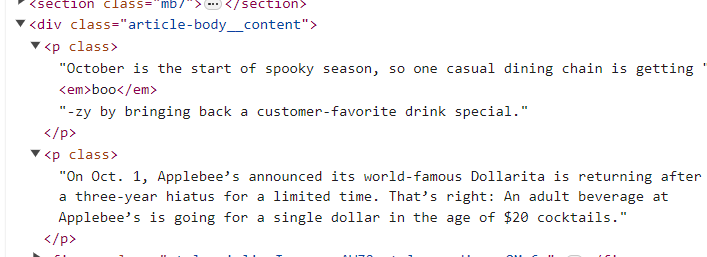 <section class="mb7">⋯</section>
▼<div class="article-body__content">
▼<p class>
"October is the start of spooky season, so one casual dining chain is getting "
<em>boo</em>
"-zy by bringing back a customer-favorite drink special."
</p>
▼<p class>
"On Oct. 1, Applebee’s announced its world-famous Dollarita is returning after
a three-year hiatus for a limited time. That’s right: An adult beverage at
Applebee’s is going for a single dollar in the age of $20 cocktails."
</p>